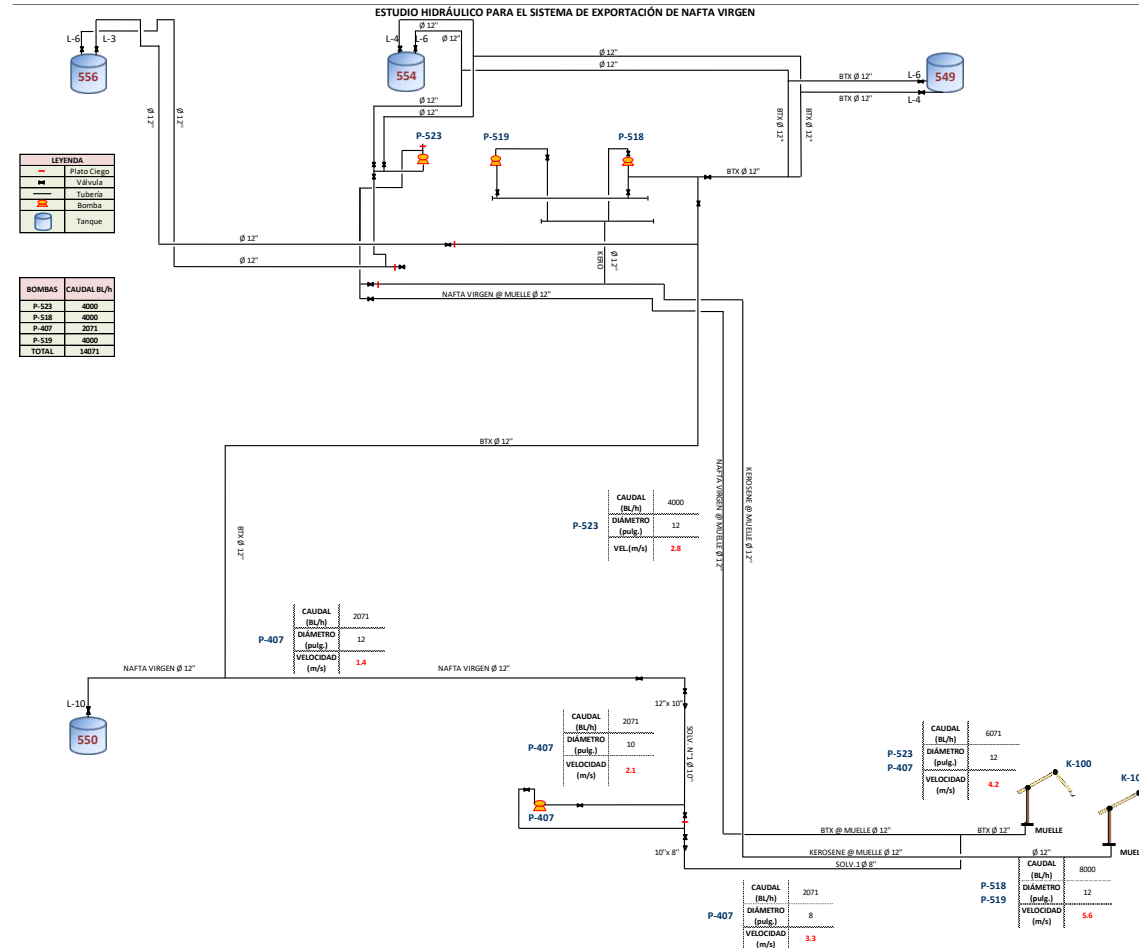 ESTUDIO HIDRÁULICO PARA EL SISTEMA DE EXPORTACIÓN DE NAFTA VIRGEN
L-6
L-3
556
L-4
L-6
Ø 12"
Ø 12"
554
Ø 12"
Ø 12"
BTX Ø 12"
BTX Ø 12"
L-6
L-4
549
Ø 12"
Ø 12"
Ø 12"
Ø 12"
BTX Ø 12"
BTX Ø 12"
P-523
P-519
P-518
BTX Ø 12"
LEYENDA
Plato Ciego
Válvula
Tubería
Bomba
Tanque
Ø 12"
Ø 12"
KERO
Ø 12"
NAFTA VIRGEN @ MUELLE Ø 12"
BOMBAS CAUDAL BL/h
P-523 4000
P-518 4000
P-407 2071
P-519 4000
TOTAL 14071
BTX Ø 12"
BTX Ø 12"
NAFTA VIRGEN @ MUELLE Ø 12"
KEROSENE @ MUELLE Ø 12"
P-523
CAUDAL (BL/h) 4000
DIÁMETRO (pulg.) 12
VEL.(m/s) 2.8
P-407
CAUDAL (BL/h) 2071
DIÁMETRO (pulg.) 12
VELOCIDAD (m/s) 1.4
NAFTA VIRGEN Ø 12"
NAFTA VIRGEN Ø 12"
L-10
550
12"x 10"
SOLV. N°1 Ø 10"
P-407
CAUDAL (BL/h) 2071
DIÁMETRO (pulg.) 10
VELOCIDAD (m/s) 2.1
P-407
10"x 8"
P-523
P-407
CAUDAL (BL/h) 6071
DIÁMETRO (pulg.) 12
VELOCIDAD (m/s) 4.2
K-100
K-10
BTX @ MUELLE Ø 12"
BTX Ø 12"
MUELLE
KEROSENE @ MUELLE Ø 12"
Ø 12"
MUEL
SOLV.1 Ø 8"
P-518
P-519
CAUDAL (BL/h) 8000
DIÁMETRO (pulg.) 12
VELOCIDAD (m/s) 5.6
P-407
CAUDAL (BL/h) 2071
DIÁMETRO (pulg.) 8
VELOCIDAD (m/s) 3.3